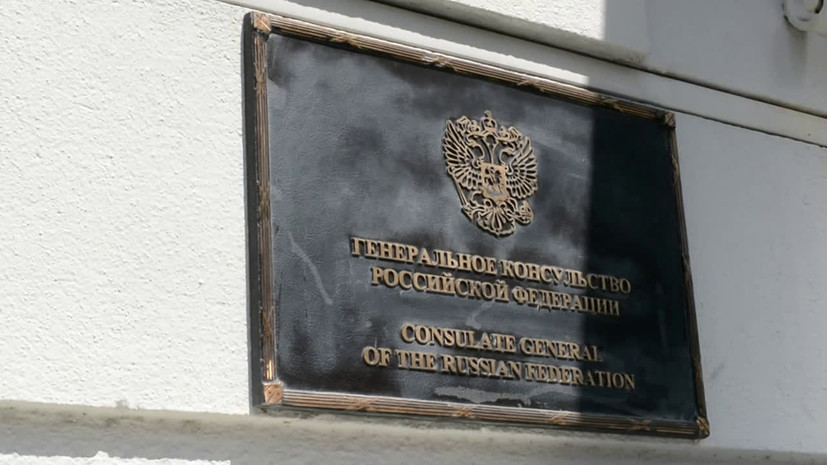 ГЕНЕРАЛЬНОЕ КОНСУЛЬСТВО
РОССИЙСКОЙ ФЕДЕРАЦИИ
CONSULATE GENERAL
OF THE RUSSIAN FEDERATION